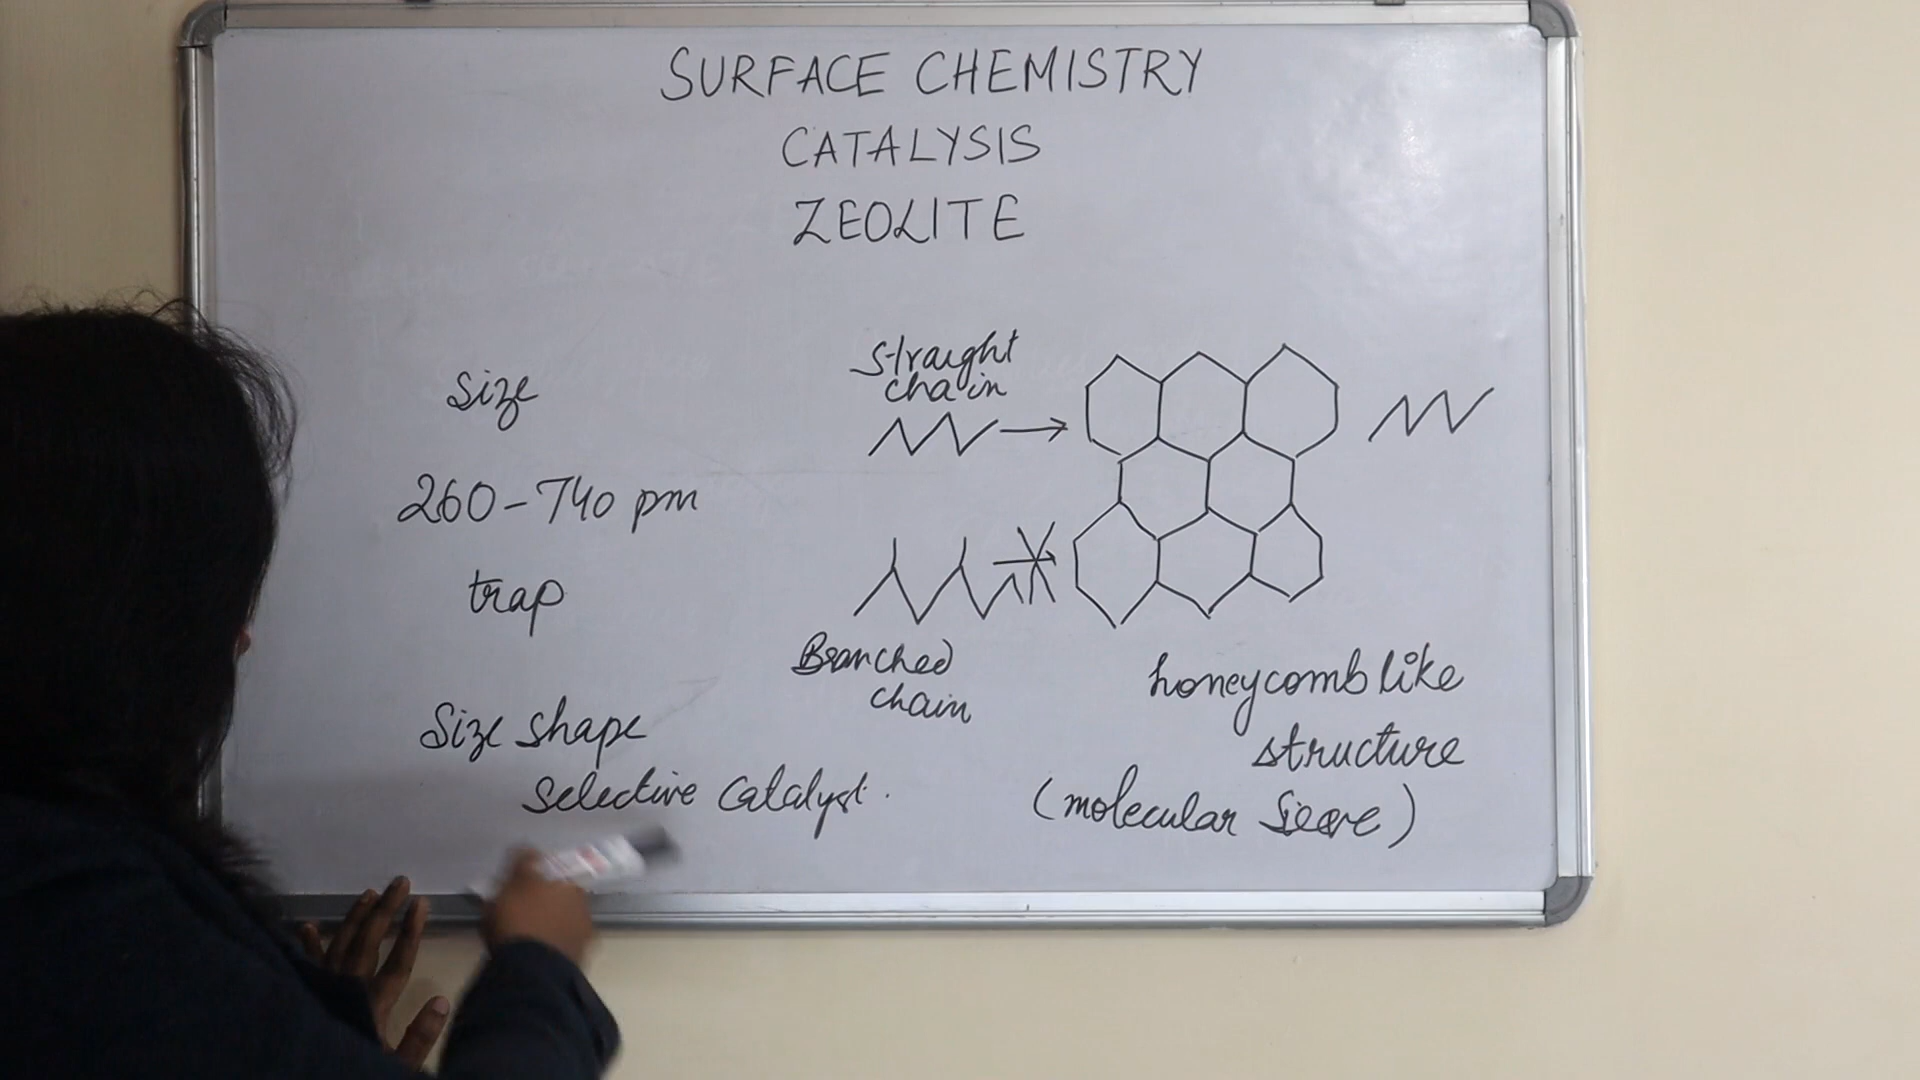 SURFACE CHEMISTRY
CATALYSIS
ZEOLITE
size
260-740 pm
trap
Size shape
selective catalyst.
straight
chain
Branched
chain
honeycomb like
structure
(molecular Sieve)